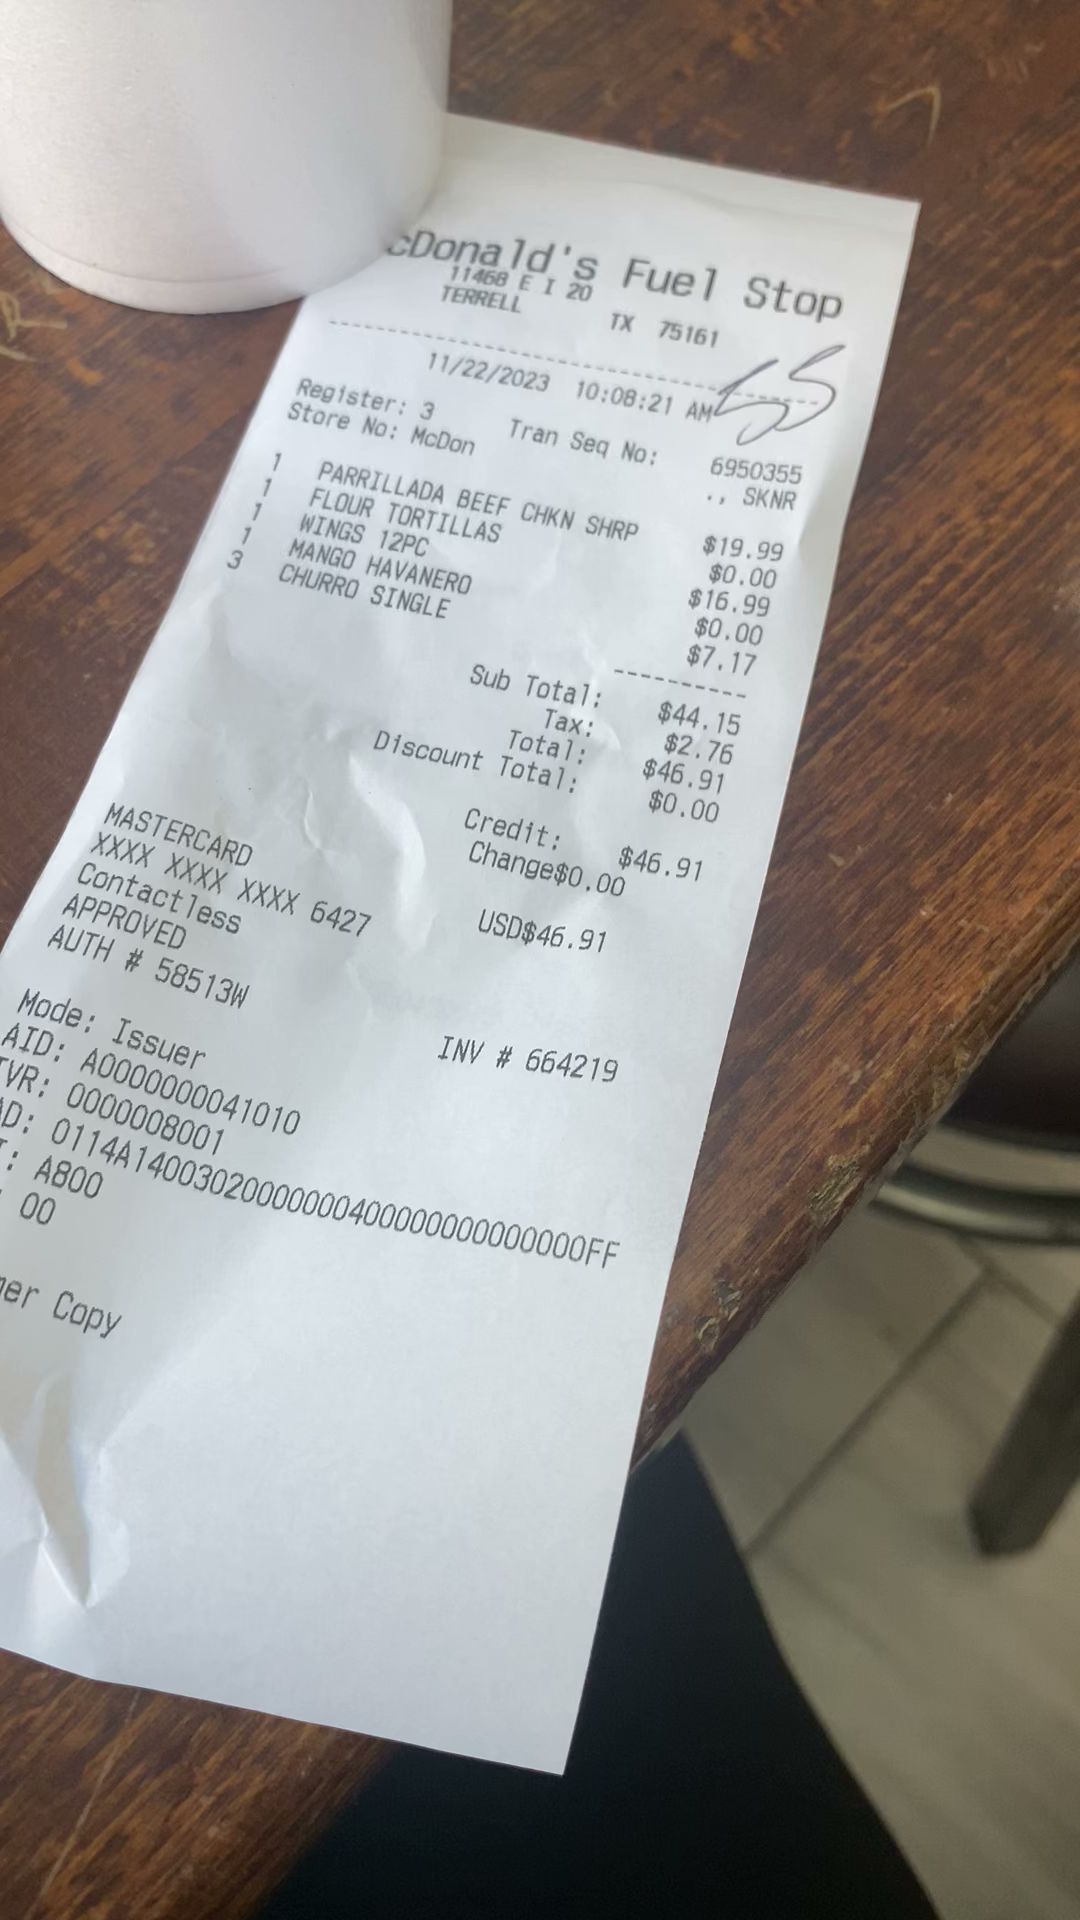 cDonald's Fuel Stop
11468 E I 20
TERRELL TX 75161
11/22/2023 10:08:21 AM
55
Register: 3 Tran Seq No: 6950355
Store No: McDon ., SKNR
1 PARRILLADA BEEF CHKN SHRP $19.99
1 FLOUR TORTILLAS $0.00
1 WINGS 12PC $16.99
1 MANGO HAVANERO $0.00
3 CHURRO SINGLE $7.17
Sub Total: $44.15
Tax: $2.76
Total: $46.91
Discount Total: $0.00
Credit: $46.91
Change$0.00
MASTERCARD
XXXX XXXX XXXX 6427 USD$46.91
Contactless
APPROVED
AUTH # 58513W
INV # 664219
Mode: Issuer
AID: A0000000041010
TVR: 0000008001
AD: 0114A14003020000000400000000000000FF
: A800
00
mer Copy